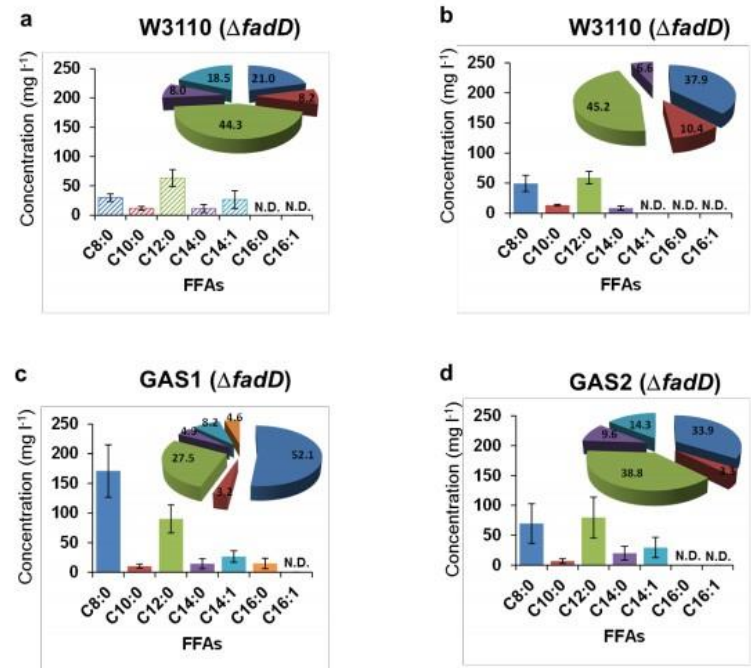 a
W3110 (ΔfadD)
Concentration (mg l-1)
250
200
150
100
50
0
18.5
21.0
8.0
8.2
44.3
N.D. N.D.
C8:0
C10:0
C12:0
C14:0
C14:1
C16:0
C16:1
FFAs
b
W3110 (ΔfadD)
Concentration (mg l-1)
250
200
150
100
50
0
6.6
37.9
45.2
10.4
N.D. N.D. N.D.
C8:0
C10:0
C12:0
C14:0
C14:1
C16:0
C16:1
FFAs
c
GAS1 (ΔfadD)
Concentration (mg l-1)
250
200
150
100
50
0
4.6
8.2
4.3
27.5
52.1
3.2
N.D.
C8:0
C10:0
C12:0
C14:0
C14:1
C16:0
C16:1
FFAs
d
GAS2 (ΔfadD)
Concentration (mg l-1)
250
200
150
100
50
0
14.3
33.9
9.6
38.8
N.D. N.D.
C8:0
C10:0
C12:0
C14:0
C14:1
C16:0
C16:1
FFAs